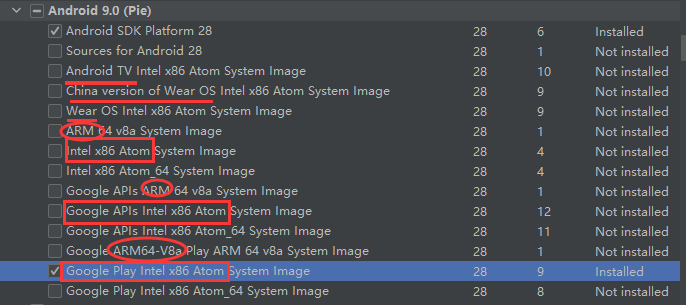 Android 9.0 (Pie)
Android SDK Platform 28 28 6 Installed
Sources for Android 28 28 1 Not installed
Android TV Intel x86 Atom System Image 28 10 Not installed
China version of Wear OS Intel x86 Atom System Image 28 9 Not installed
Wear OS Intel x86 Atom System Image 28 9 Not installed
ARM 64 v8a System Image 28 1 Not installed
Intel x86 Atom System Image 28 4 Not installed
Intel x86 Atom_64 System Image 28 4 Not installed
Google APIs ARM 64 v8a System Image 28 1 Not installed
Google APIs Intel x86 Atom System Image 28 12 Not installed
Google APIs Intel x86 Atom_64 System Image 28 11 Not installed
Google ARM64-V8a Play ARM 64 v8a System Image 28 1 Not installed
Google Play Intel x86 Atom System Image 28 9 Installed
Google Play Intel x86 Atom_64 System Image 28 8 Not installed